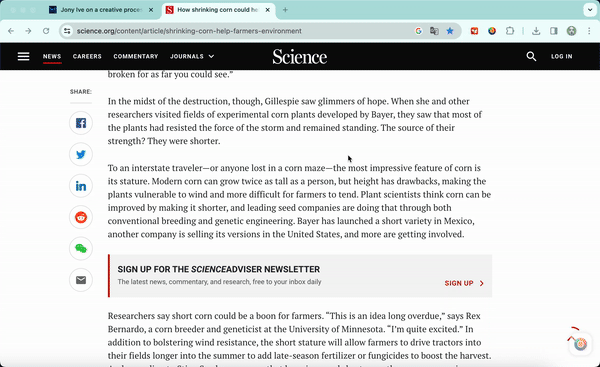 Jony Ive on a creative proces
How shrinking corn could he
science.org/content/article/shrinking-corn-help-farmers-environment
NEWS
CAREERS
COMMENTARY
JOURNALS
Science
LOG IN
broken for as far you could see."
SHARE:
In the midst of the destruction, though, Gillespie saw glimmers of hope. When she and other
researchers visited fields of experimental corn plants developed by Bayer, they saw that most of
the plants had resisted the force of the storm and remained standing. The source of their
strength? They were shorter.
To an interstate traveler—or anyone lost in a corn maze—the most impressive feature of corn is
its stature. Modern corn can grow twice as tall as a person, but height has drawbacks, making the
plants vulnerable to wind and more difficult for farmers to tend. Plant scientists think corn can be
improved by making it shorter, and leading seed companies are doing that through both
conventional breeding and genetic engineering. Bayer has launched a short variety in Mexico,
another company is selling its versions in the United States, and more are getting involved.
SIGN UP FOR THE SCIENCEADVISER NEWSLETTER
The latest news, commentary, and research, free to your inbox daily
SIGN UP
Researchers say short corn could be a boon for farmers. “This is an idea long overdue,” says Rex
Bernardo, a corn breeder and geneticist at the University of Minnesota. “I’m quite excited.” In
addition to bolstering wind resistance, the short stature will allow farmers to drive tractors into
their fields longer into the summer to add late-season fertilizer or fungicides to boost the harvest.